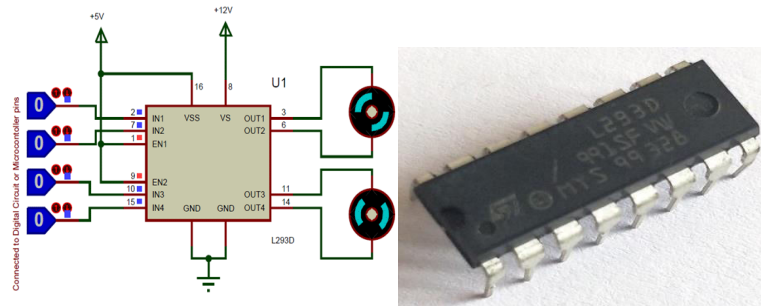 +5V
+12V
Connected to Digital Circuit or Microcontoller pins
0
0
0
0
U1
16
8
VSS
VS
2
IN1
7
IN2
1
EN1
9
EN2
10
IN3
15
IN4
OUT1
3
OUT2
6
OUT3
11
OUT4
14
GND
GND
L293D
L293D